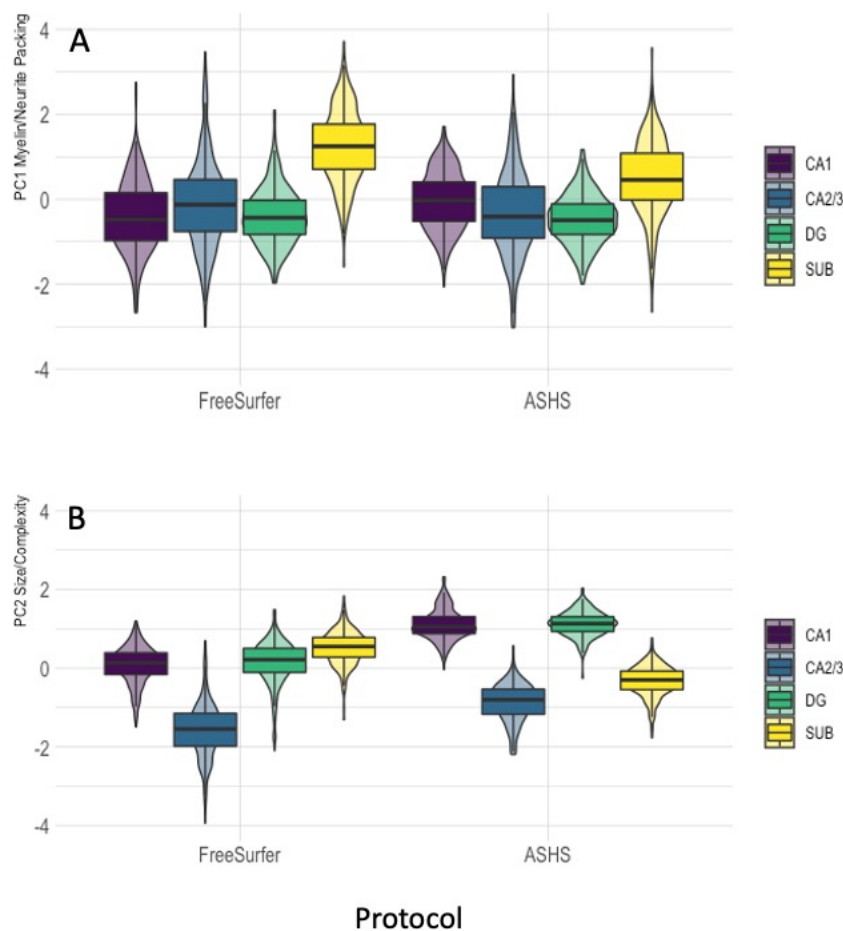 A
PC1 Myelin/Neurite Packing
4
2
0
-2
-4
FreeSurfer
ASHS
CA1
CA2/3
DG
SUB
B
PC2 Size/Complexity
4
2
0
-2
-4
FreeSurfer
ASHS
CA1
CA2/3
DG
SUB
Protocol